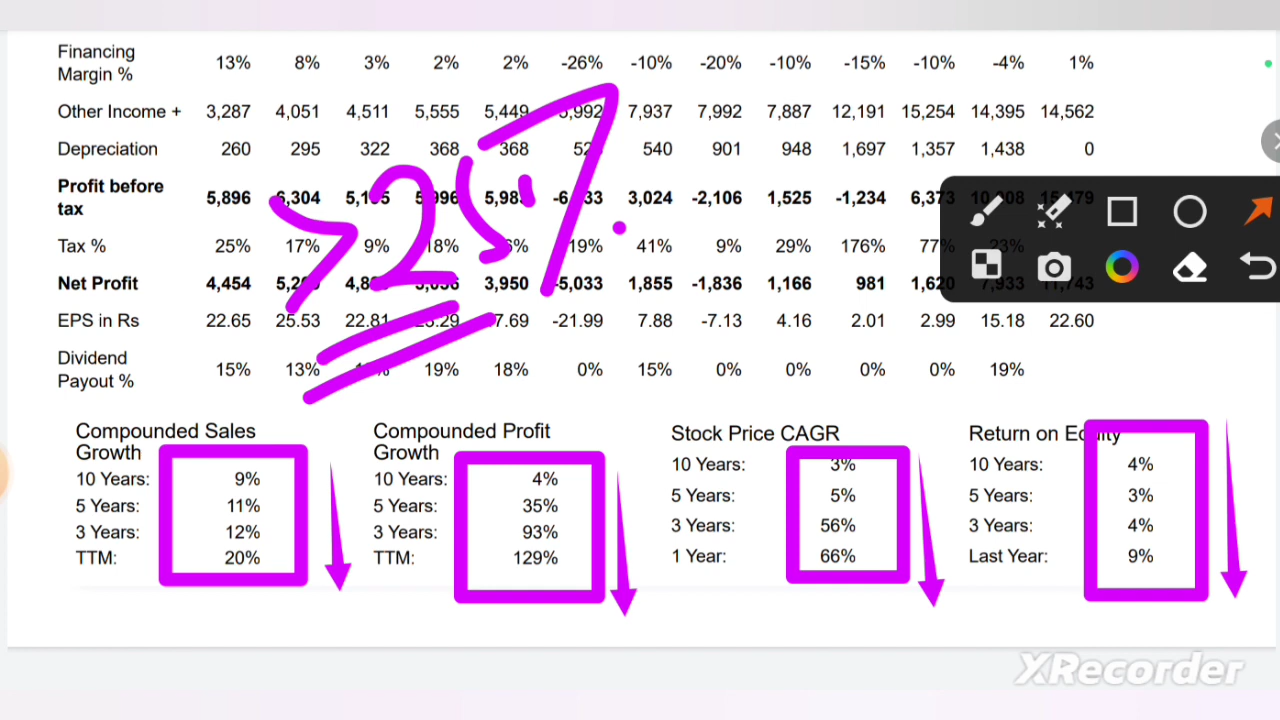 Financing
Margin % 13% 8% 3% 2% 2% -26% -10% -20% -10% -15% -10% -4% 1%
Other Income + 3,287 4,051 4,511 5,555 5,449 7,937 7,992 7,887 12,191 15,254 14,395 14,562
Depreciation 260 295 322 368 368 540 901 948 1,697 1,357 1,438 0
Profit before
tax 5,896 3,024 -2,106 1,525 -1,234
Tax % 25% 17% 9% 18% 41% 9% 29% 176% 77% 23%
Net Profit 4,454 3,950 -5,033 1,855 -1,836 1,166 981
EPS in Rs 22.65 25.53 22.81 -21.99 7.88 -7.13 4.16 2.01 2.99 15.18 22.60
Dividend
Payout % 15% 13% 19% 18% 0% 15% 0% 0% 0% 0% 19%
>25%
Compounded Sales
Growth
10 Years: 9%
5 Years: 11%
3 Years: 12%
TTM: 20%
Compounded Profit
Growth
10 Years: 4%
5 Years: 35%
3 Years: 93%
TTM: 129%
Stock Price CAGR
10 Years: 3%
5 Years: 5%
3 Years: 56%
1 Year: 66%
Return on Equity
10 Years: 4%
5 Years: 3%
3 Years: 4%
Last Year: 9%
XRecorder